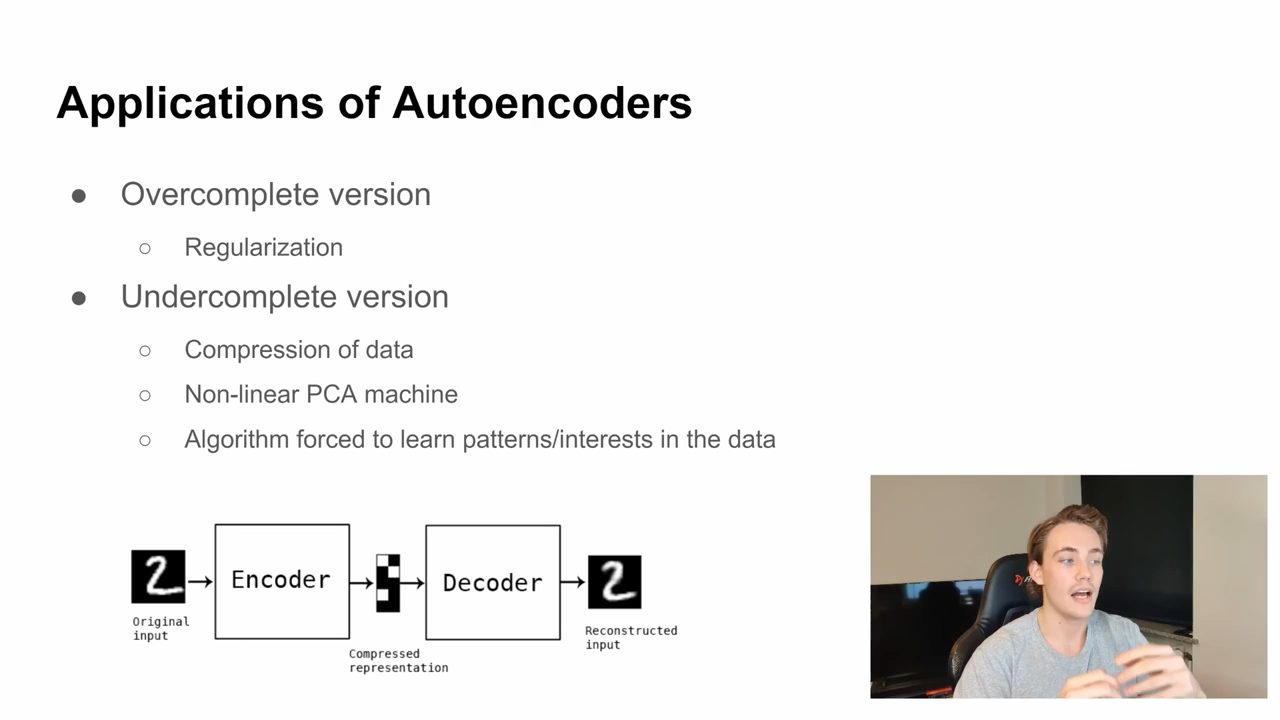 Applications of Autoencoders
● Overcomplete version
○ Regularization
● Undercomplete version
○ Compression of data
○ Non-linear PCA machine
○ Algorithm forced to learn patterns/interests in the data
Encoder
Decoder
Original
input
Compressed
representation
Reconstructed
input